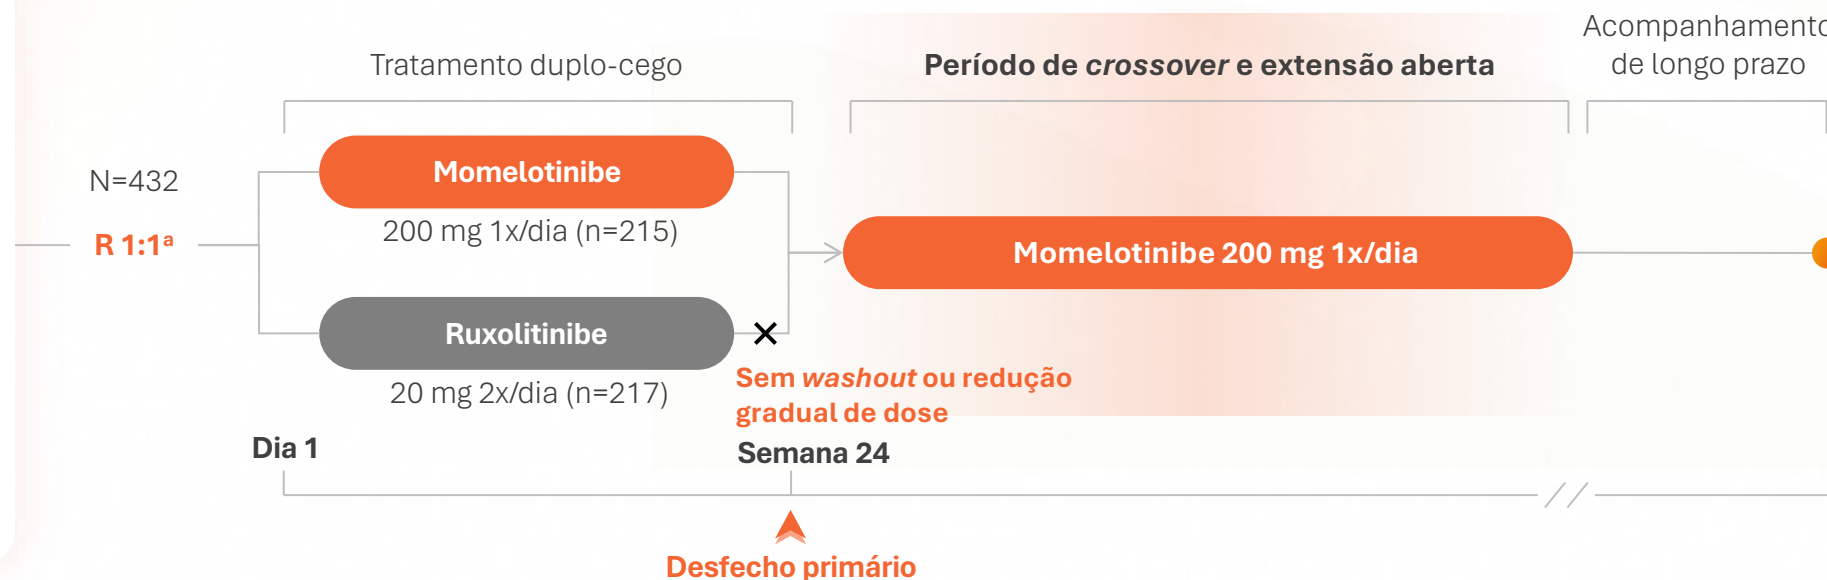 Tratamento duplo-cego
Período de crossover e extensão aberta
Acompanhamento
de longo prazo
N=432
R 1:1ª
Momelotinibe
200 mg 1x/dia (n=215)
Ruxolitinibe
20 mg 2x/dia (n=217)
Momelotinibe 200 mg 1x/dia
Sem washout ou redução
gradual de dose
Dia 1
Semana 24
Desfecho primário